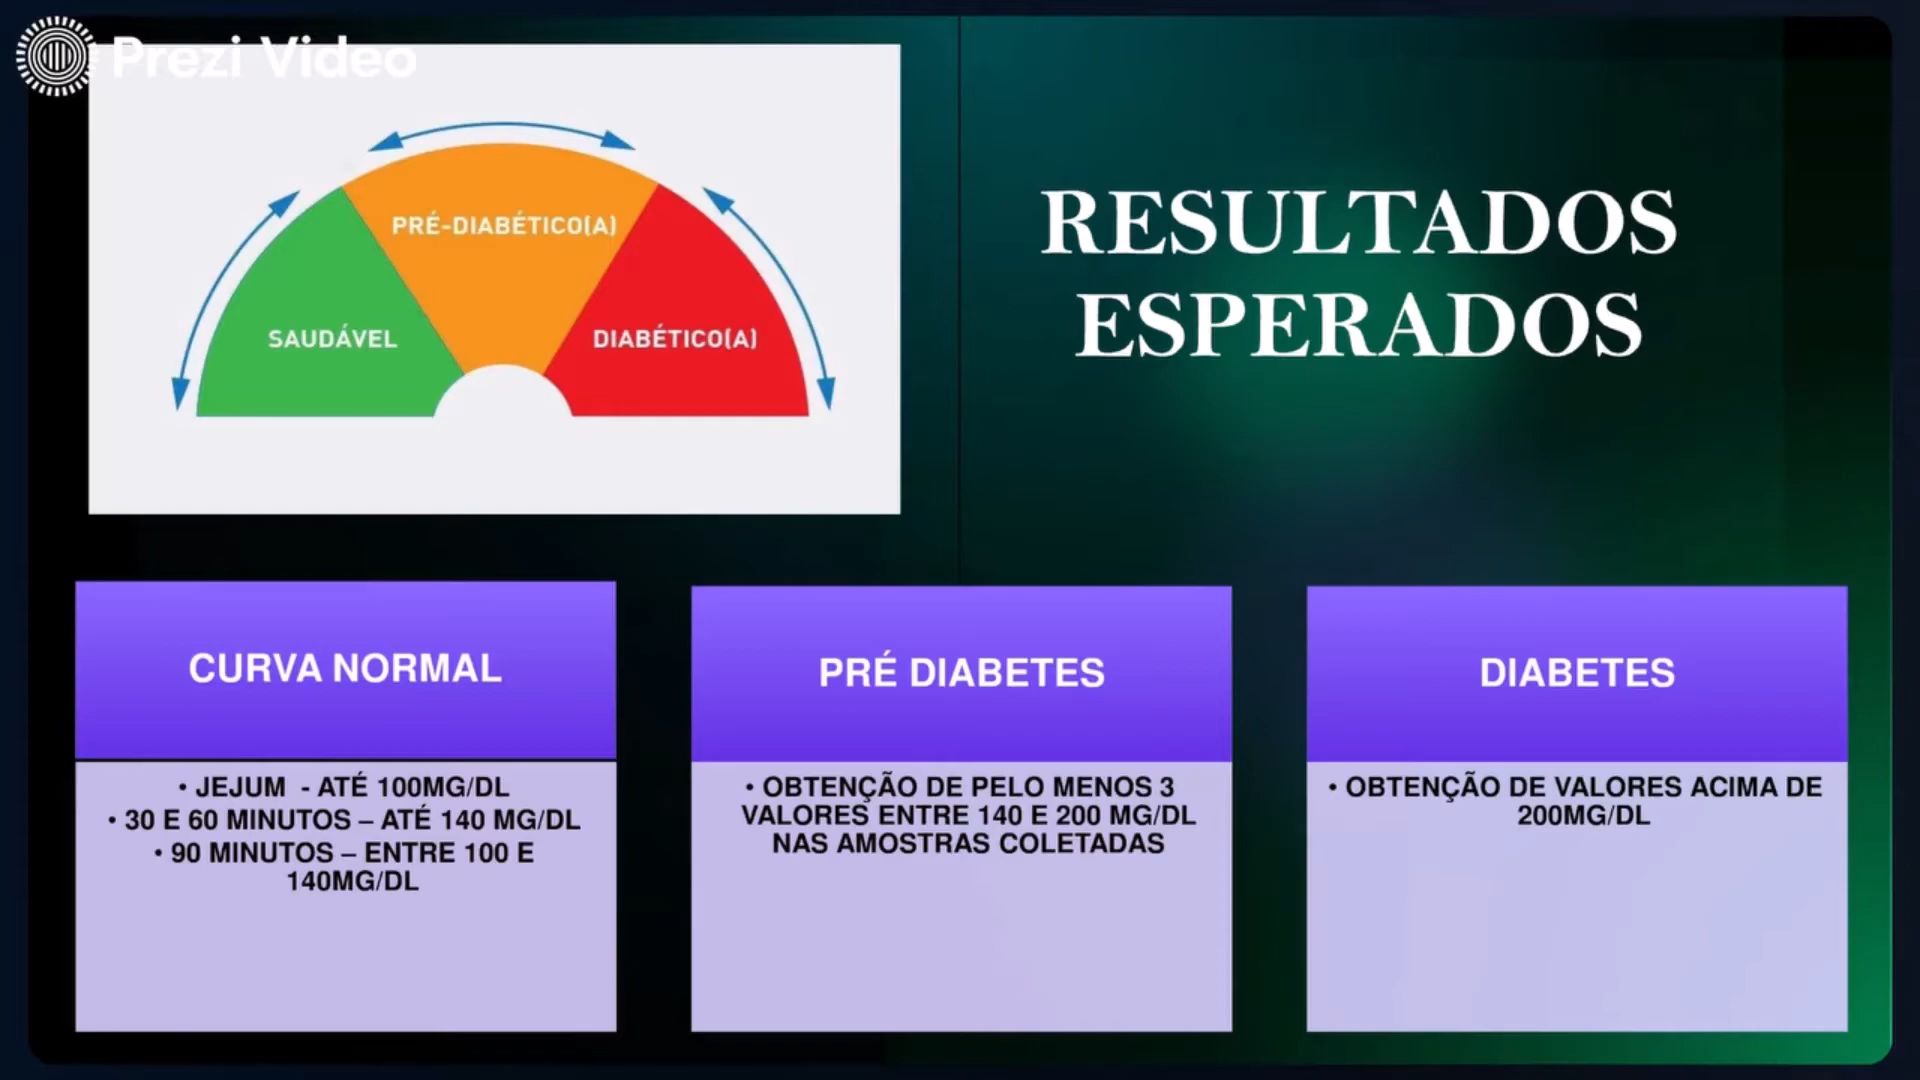 Prezi Video
PRÉ-DIABÉTICO(A)
SAUDÁVEL
DIABÉTICO(A)
RESULTADOS
ESPERADOS
CURVA NORMAL
• JEJUM - ATÉ 100MG/DL
• 30 E 60 MINUTOS – ATÉ 140 MG/DL
• 90 MINUTOS – ENTRE 100 E
140MG/DL
PRÉ DIABETES
• OBTENÇÃO DE PELO MENOS 3
VALORES ENTRE 140 E 200 MG/DL
NAS AMOSTRAS COLETADAS
DIABETES
• OBTENÇÃO DE VALORES ACIMA DE
200MG/DL